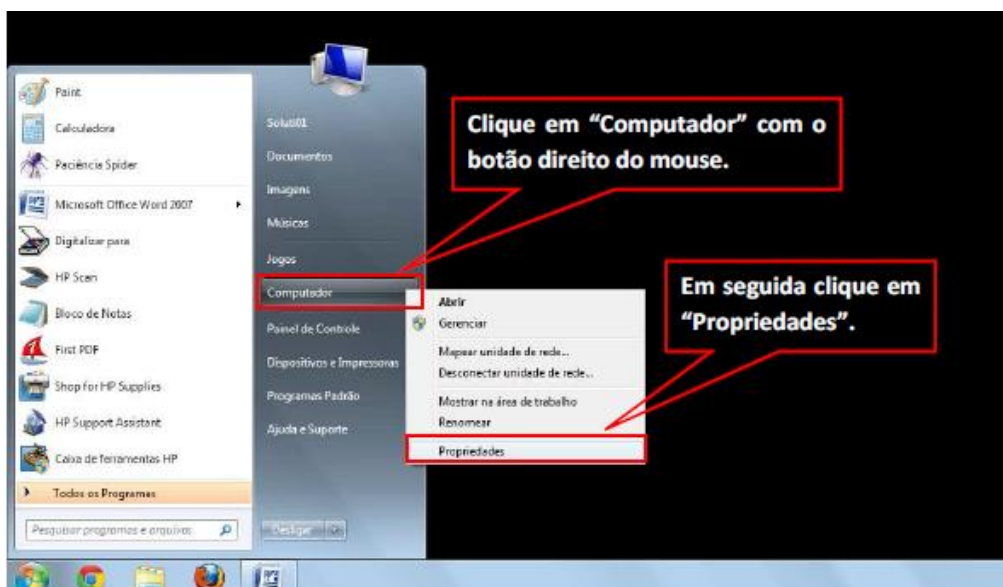 Paint
Calculadora
Paciência Spider
Microsoft Office Word 2007
Digitalizar para
HP Scan
Bloco de Notas
First PDF
Shop for HP Supplies
HP Support Assistant
Caixa de ferramentas HP
Todos os Programas
Pesquisar programas e arquivos
Soluti01
Documentos
Imagens
Músicas
Jogos
Computador
Painel de Controle
Dispositivos e Impressoras
Programas Padrão
Ajuda e Suporte
Desligar
Abrir
Gerenciar
Mapear unidade de rede...
Desconectar unidade de rede...
Mostrar na área de trabalho
Renomear
Propriedades
Clique em “Computador” com o
botão direito do mouse.
Em seguida clique em
“Propriedades”.